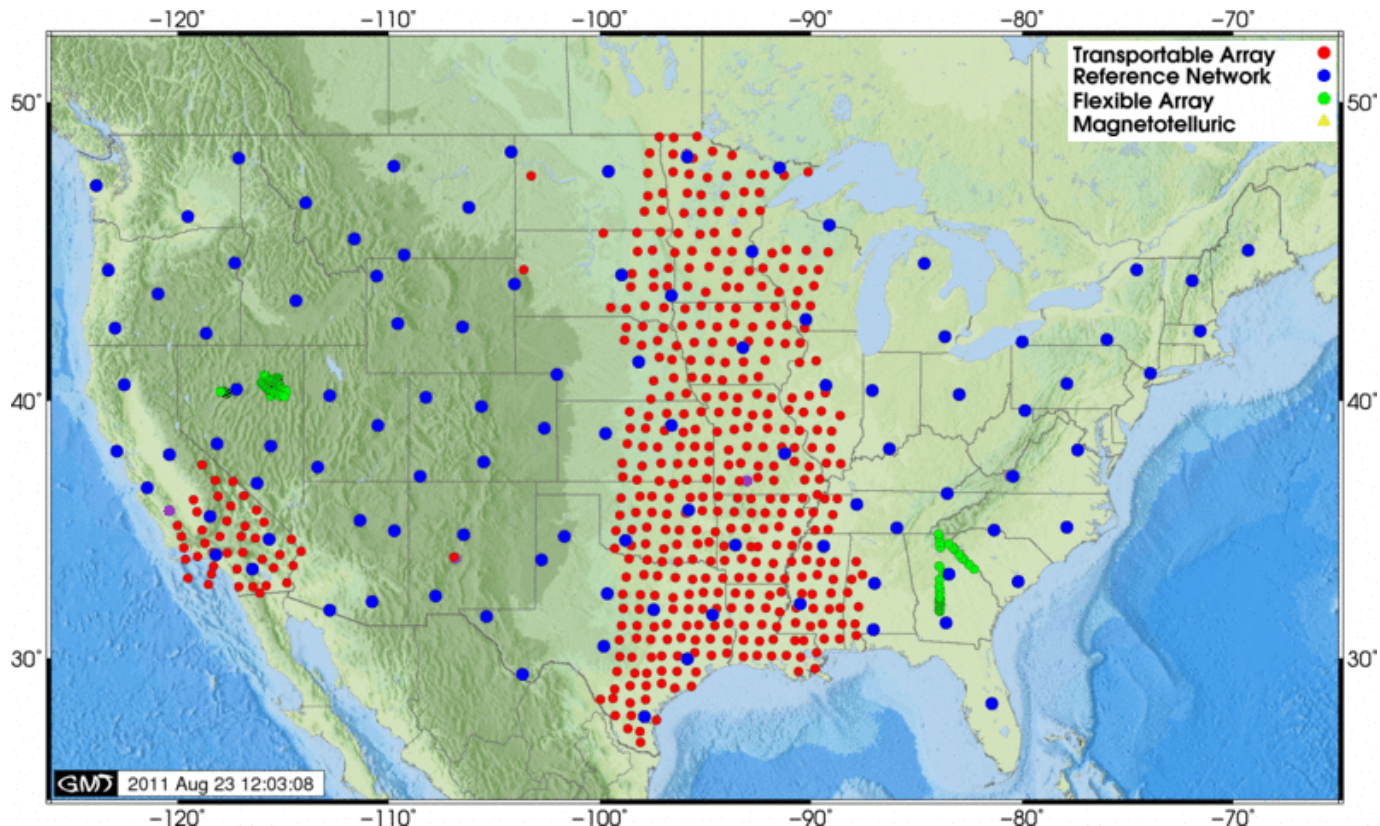 −120° −110° −100° −90° −80° −70°
Transportable Array
Reference Network
Flexible Array
Magnetotelluric
50° 50°
40° 40°
30° 30°
GMT 2011 Aug 23 12:03:08
−120° −110° −100° −90° −80° −70°